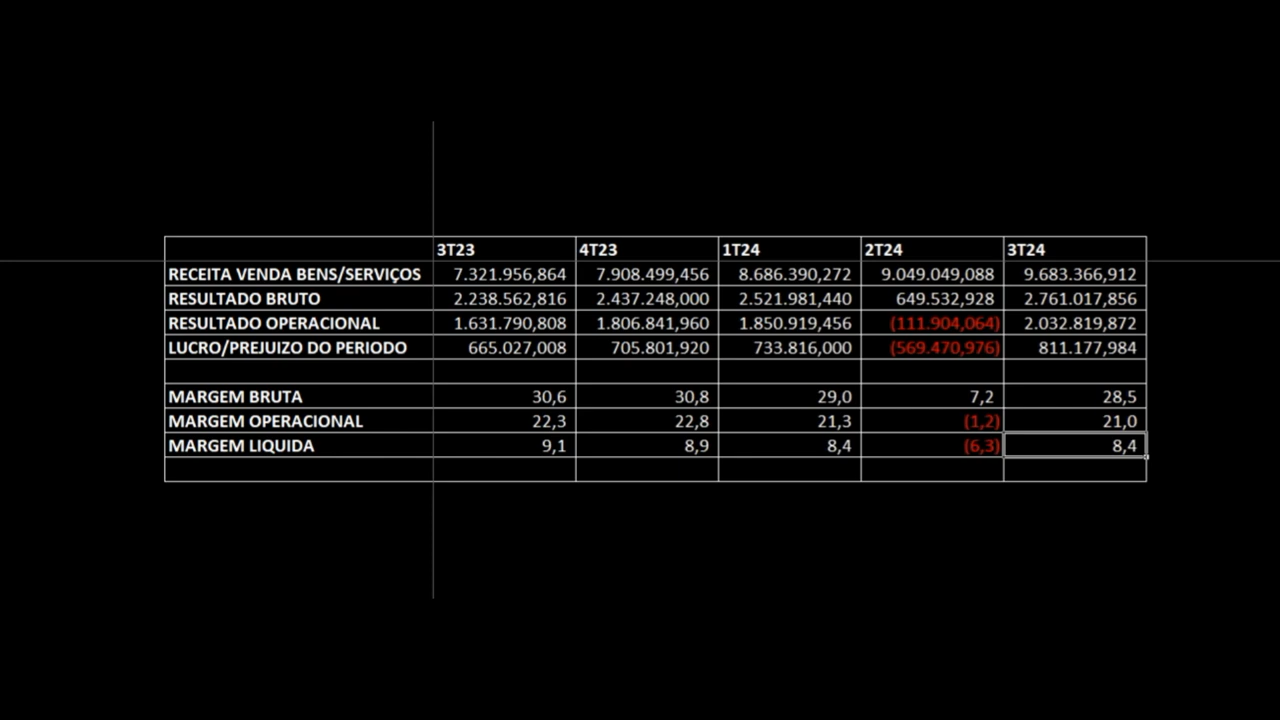 3T23 4T23 1T24 2T24 3T24
RECEITA VENDA BENS/SERVIÇOS 7.321.956,864 7.908.499,456 8.686.390,272 9.049.049,088 9.683.366,912
RESULTADO BRUTO 2.238.562,816 2.437.248,000 2.521.981,440 649.532,928 2.761.017,856
RESULTADO OPERACIONAL 1.631.790,808 1.806.841,960 1.850.919,456 (111.904,064) 2.032.819,872
LUCRO/PREJUIZO DO PERIODO 665.027,008 705.801,920 733.816,000 (569.470,976) 811.177,984
MARGEM BRUTA 30,6 30,8 29,0 7,2 28,5
MARGEM OPERACIONAL 22,3 22,8 21,3 (1,2) 21,0
MARGEM LIQUIDA 9,1 8,9 8,4 (6,3) 8,4